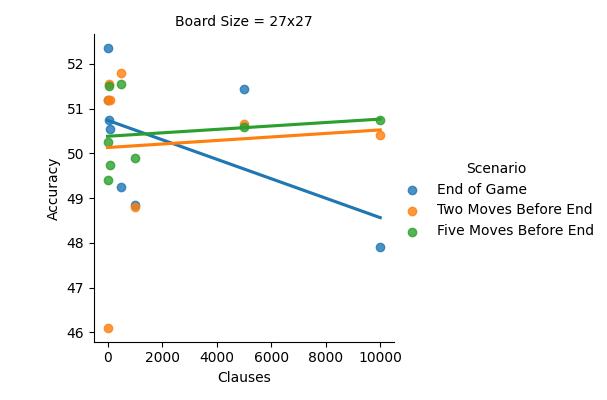 Board Size = 27x27
52
51
50
49
48
47
46
Accuracy
0 2000 4000 6000 8000 10000
Clauses
Scenario
End of Game
Two Moves Before End
Five Moves Before End